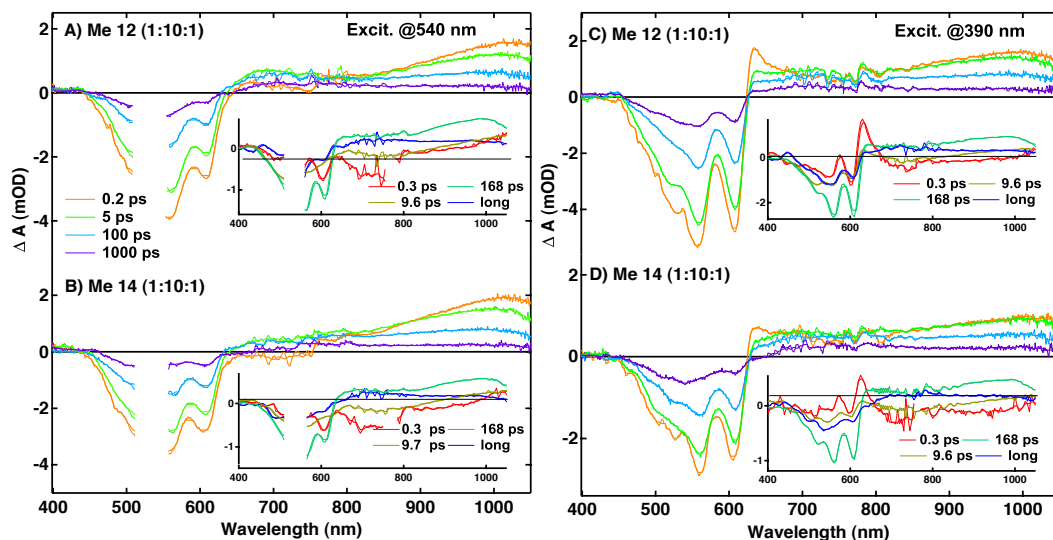 A) Me 12 (1:10:1)
Excit. @540 nm
2
0
-2
-4
Δ A (mOD)
0.2 ps
5 ps
100 ps
1000 ps
0
-1
400
600
800
1000
0.3 ps
168 ps
9.6 ps
long
B) Me 14 (1:10:1)
2
0
-2
-4
0
-1
400
600
800
1000
0.3 ps
168 ps
9.7 ps
long
400
500
600
700
800
1000
Wavelength (nm)
C) Me 12 (1:10:1)
Excit. @390 nm
2
0
-2
-4
Δ A (mOD)
0
-2
400
600
800
1000
0.3 ps
9.6 ps
168 ps
long
D) Me 14 (1:10:1)
2
0
-2
0
-1
400
600
800
1000
0.3 ps
168 ps
9.6 ps
long
400
500
600
700
800
1000
Wavelength (nm)